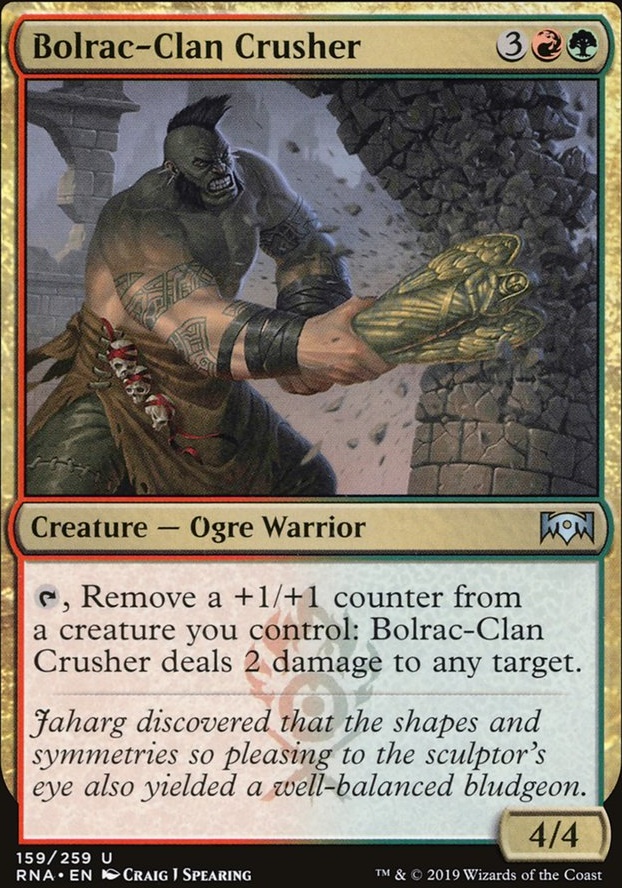 Bolrac-Clan Crusher 3
Creature — Ogre Warrior
, Remove a +1/+1 counter from
a creature you control: Bolrac-Clan
Crusher deals 2 damage to any target.
Jaharg discovered that the shapes and
symmetries so pleasing to the sculptor's
eye also yielded a well-balanced bludgeon.
4/4
159/259 U
RNA • EN Craig J Spearing
™ & © 2019 Wizards of the Coast